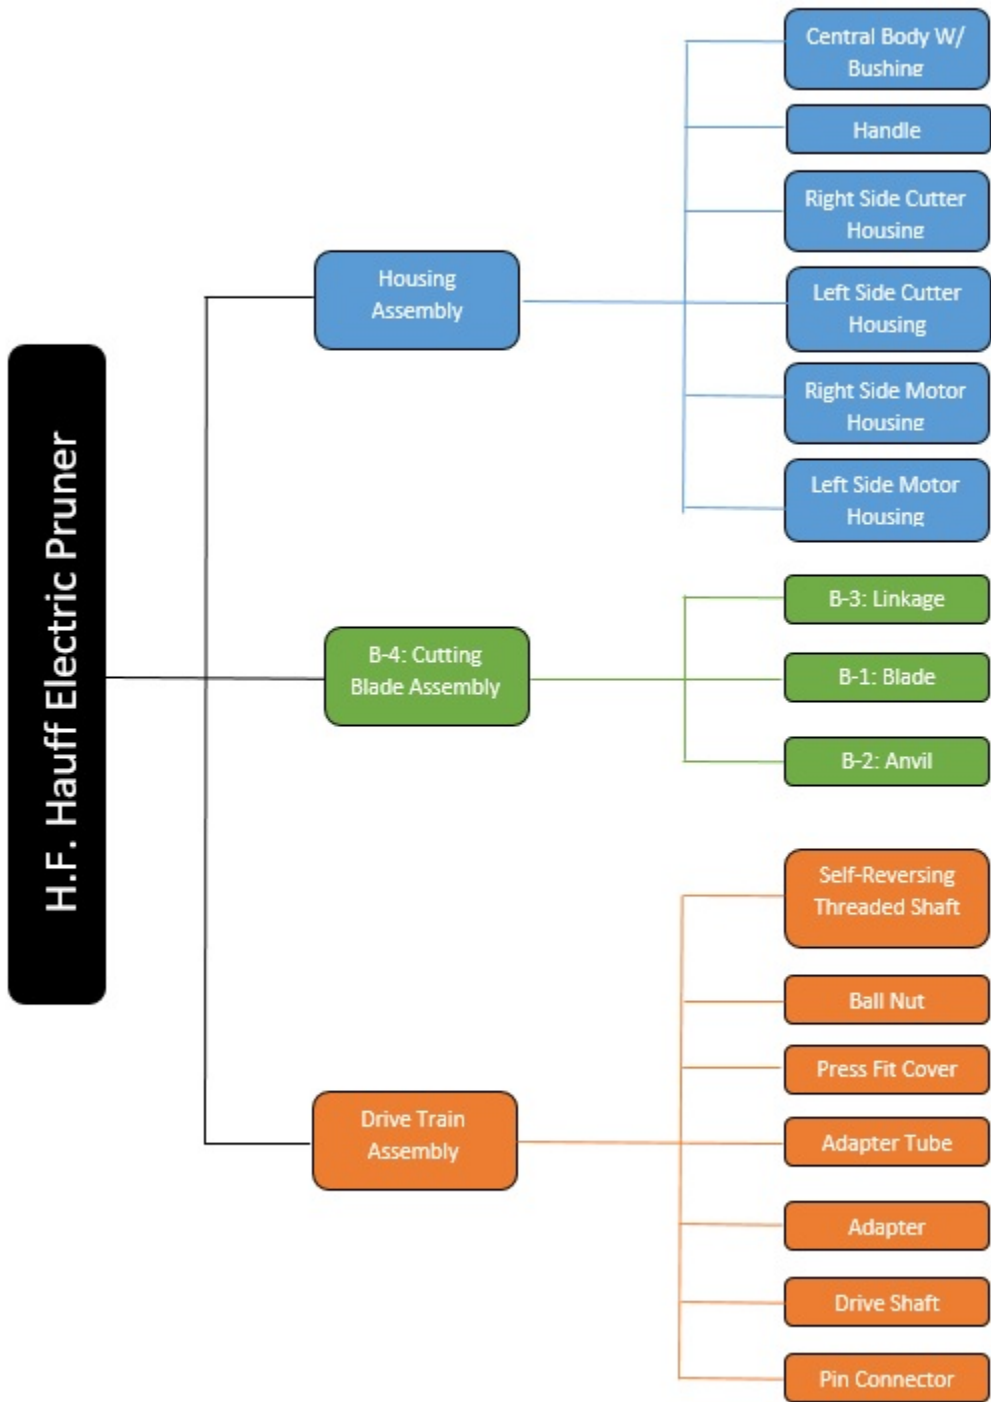 H.F. Hauff Electric Pruner
Housing
Assembly
Central Body W/
Bushing
Handle
Right Side Cutter
Housing
Left Side Cutter
Housing
Right Side Motor
Housing
Left Side Motor
Housing
B-4: Cutting
Blade Assembly
B-3: Linkage
B-1: Blade
B-2: Anvil
Drive Train
Assembly
Self-Reversing
Threaded Shaft
Ball Nut
Press Fit Cover
Adapter Tube
Adapter
Drive Shaft
Pin Connector